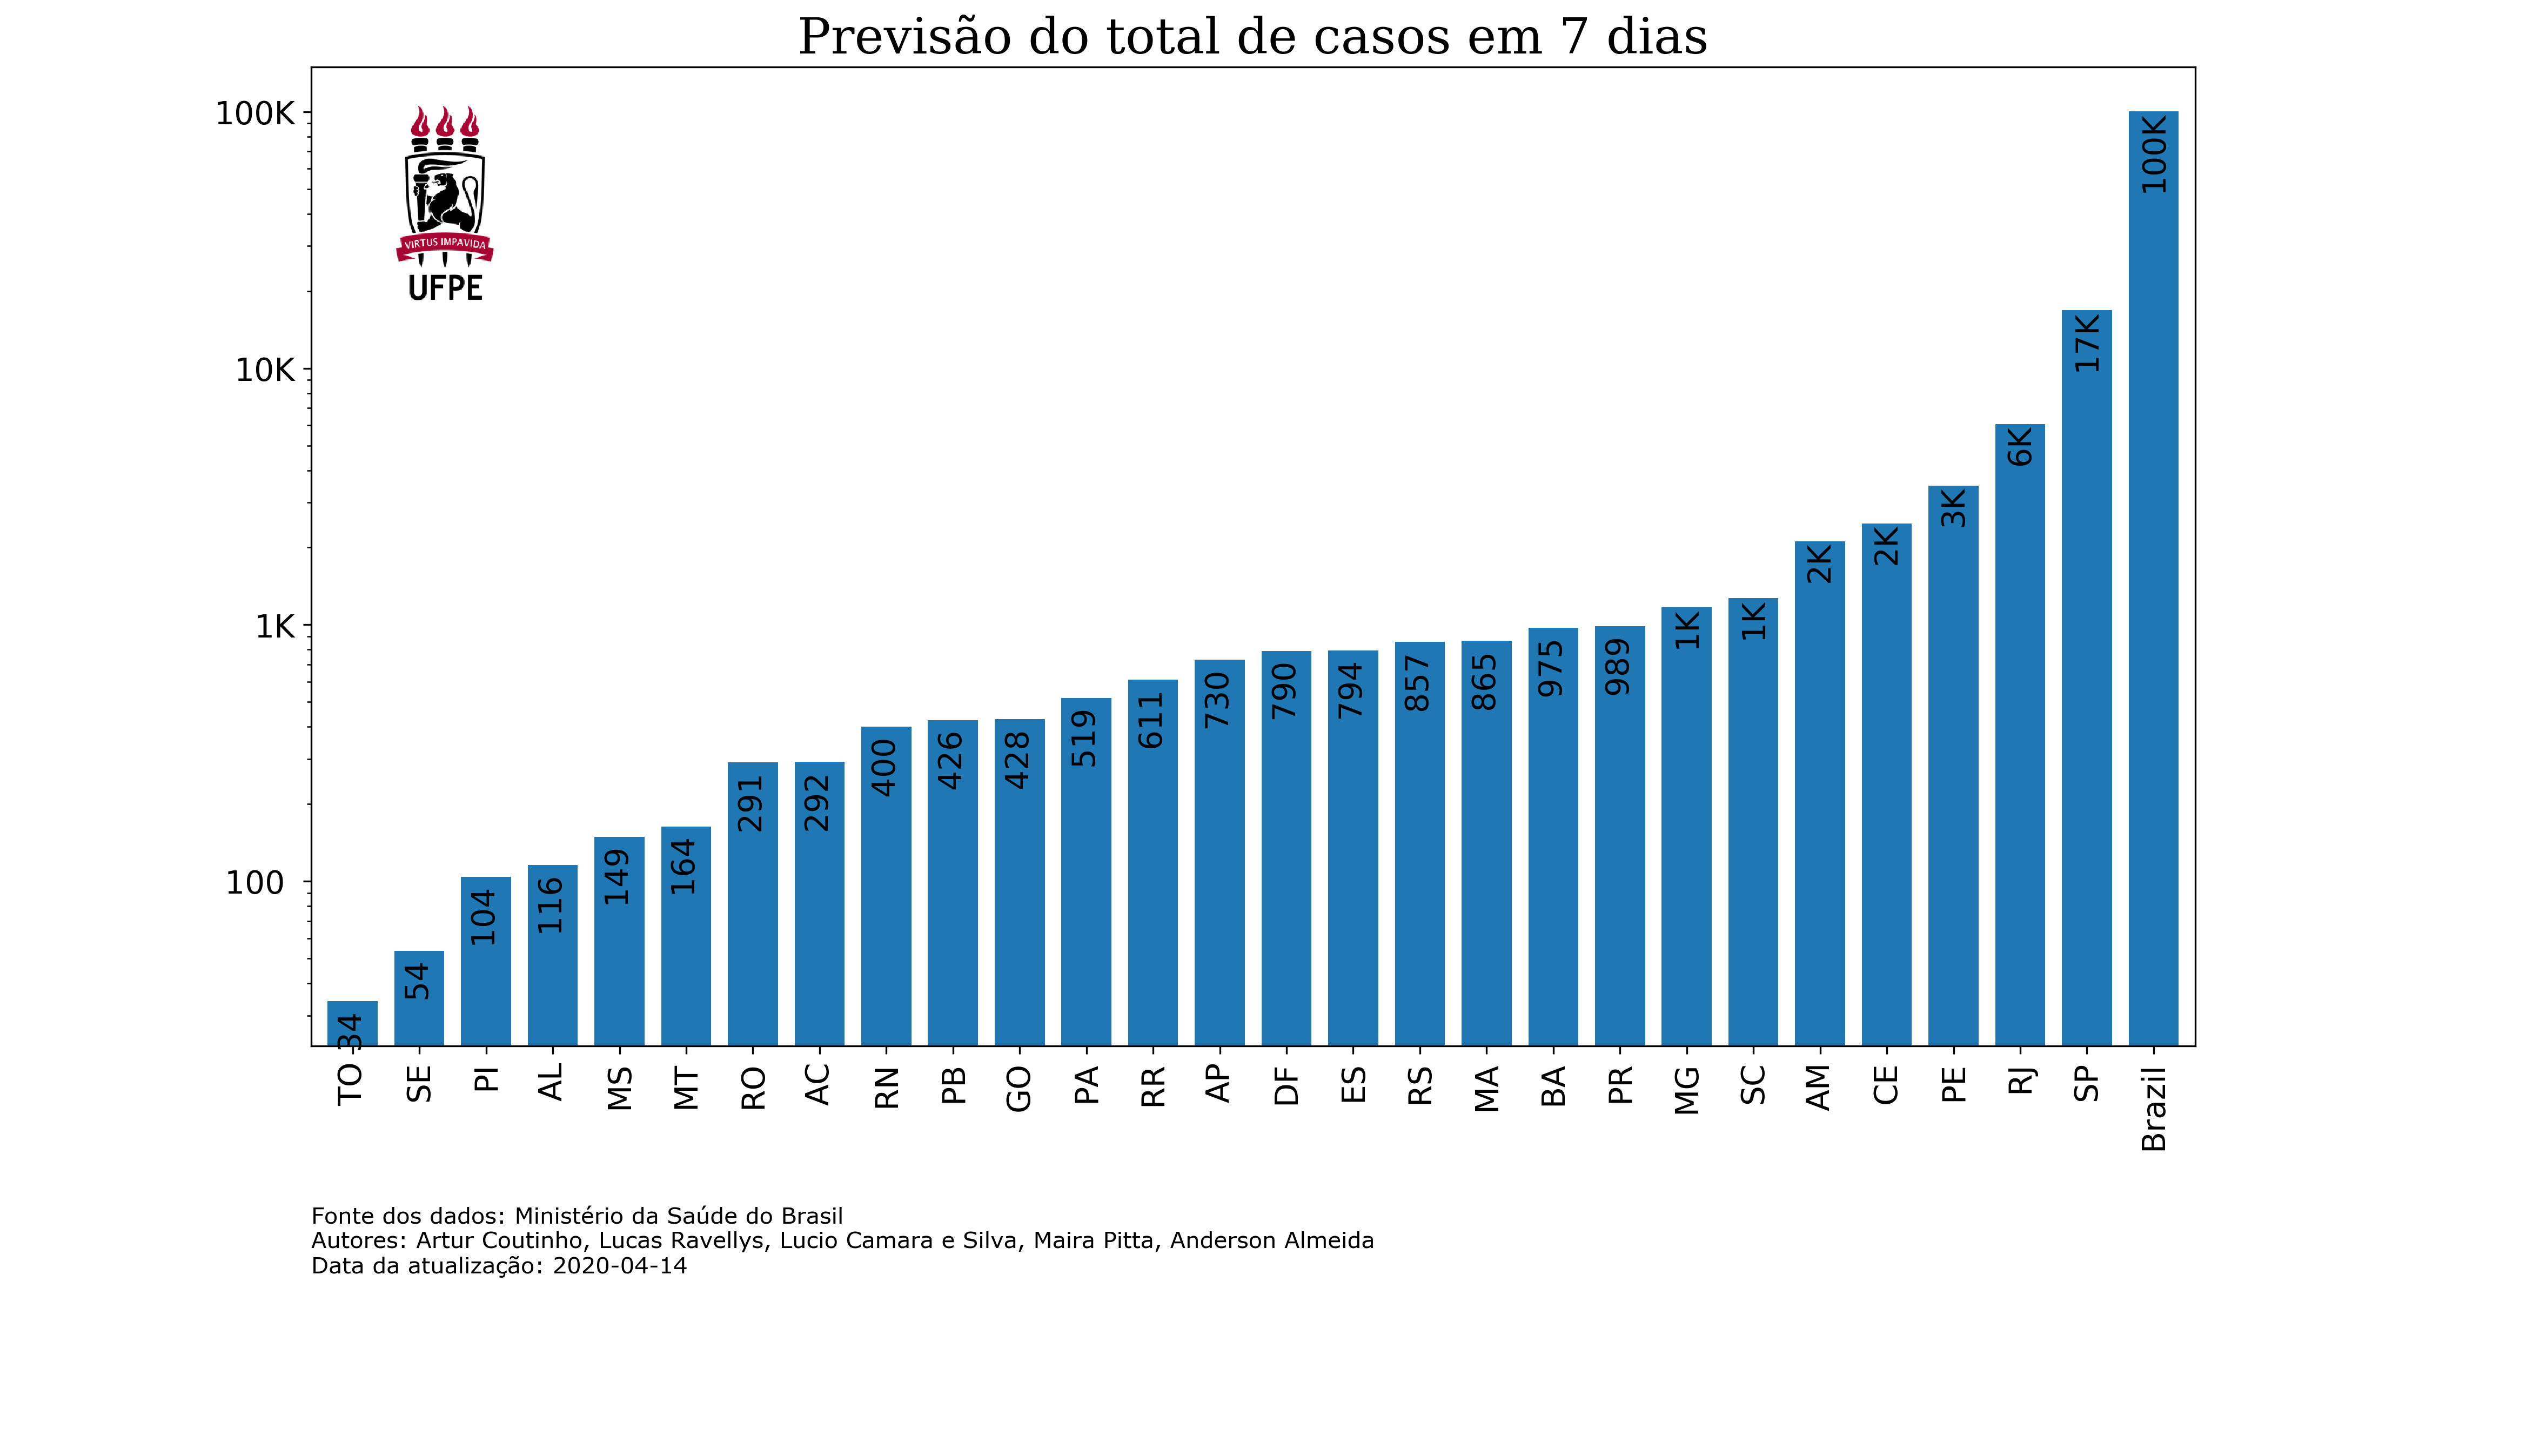 Previsão do total de casos em 7 dias
100K
10K
1K
100
VIRTUS IMPAVIDA
UFPE
34
54
104
116
149
164
291
292
400
426
428
519
611
730
790
794
857
865
975
989
1K
1K
2K
2K
3K
6K
17K
100K
TO
SE
PI
AL
MS
MT
RO
AC
RN
PB
GO
PA
RR
AP
DF
ES
RS
MA
BA
PR
MG
SC
AM
CE
PE
RJ
SP
Brazil
Fonte dos dados: Ministério da Saúde do Brasil
Autores: Artur Coutinho, Lucas Ravellys, Lucio Camara e Silva, Maira Pitta, Anderson Almeida
Data da atualização: 2020-04-14